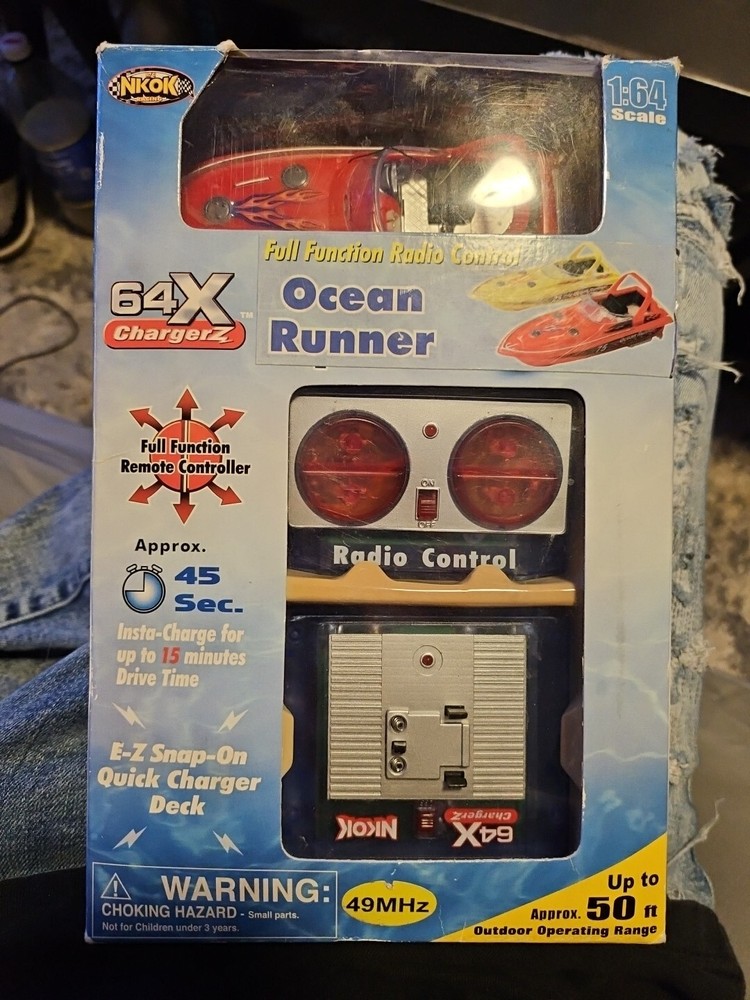 NKOK
1:64
Scale
Full Function Radio Control
64X
ChargerZ
TM
Ocean
Runner
Full Function
Remote Controller
ON
OFF
Radio Control
Approx.
45
Sec.
Insta-Charge for
up to 15 minutes
Drive Time
E-Z Snap-On
Quick Charger
Deck
NKOK
64X
ChargerZ
WARNING:
CHOKING HAZARD - Small parts.
Not for Children under 3 years.
49MHz
Up to
Approx. 50 ft
Outdoor Operating Range